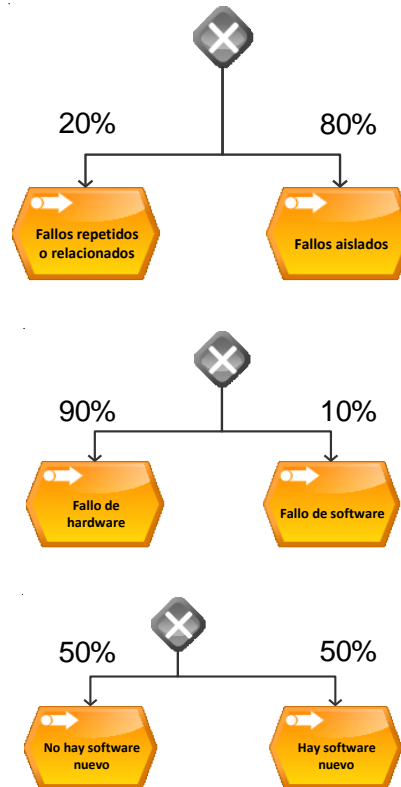 20%
80%
Fallos repetidos
o relacionados
Fallos aislados
90%
10%
Fallo de
hardware
Fallo de software
50%
50%
No hay software
nuevo
Hay software
nuevo